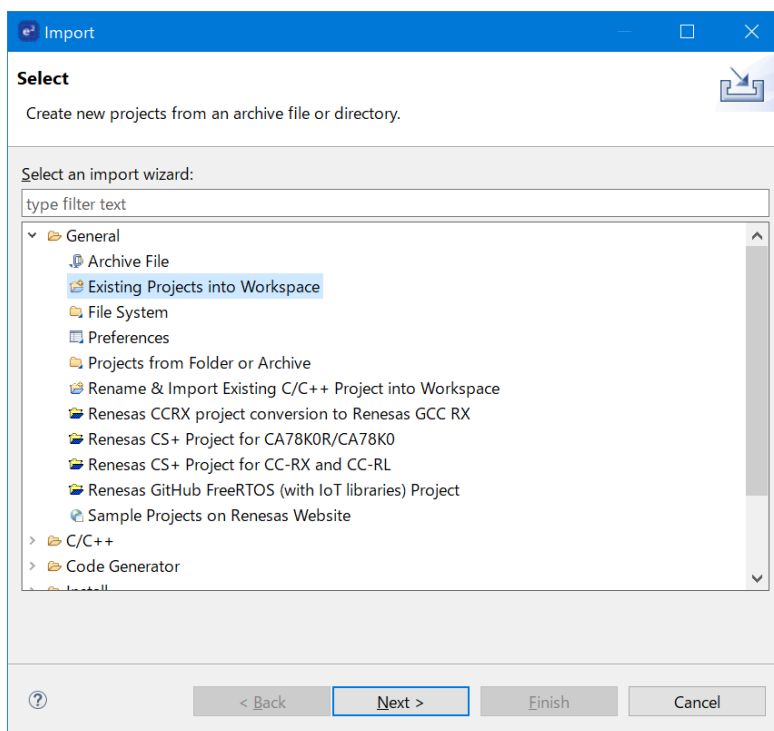 e²
Import
Select
Create new projects from an archive file or directory.
Select an import wizard:
type filter text
General
Archive File
Existing Projects into Workspace
File System
Preferences
Projects from Folder or Archive
Rename & Import Existing C/C++ Project into Workspace
Renesas CCRX project conversion to Renesas GCC RX
Renesas CS+ Project for CA78K0R/CA78K0
Renesas CS+ Project for CC-RX and CC-RL
Renesas GitHub FreeRTOS (with IoT libraries) Project
Sample Projects on Renesas Website
C/C++
Code Generator
Install
? < Back Next > Finish Cancel